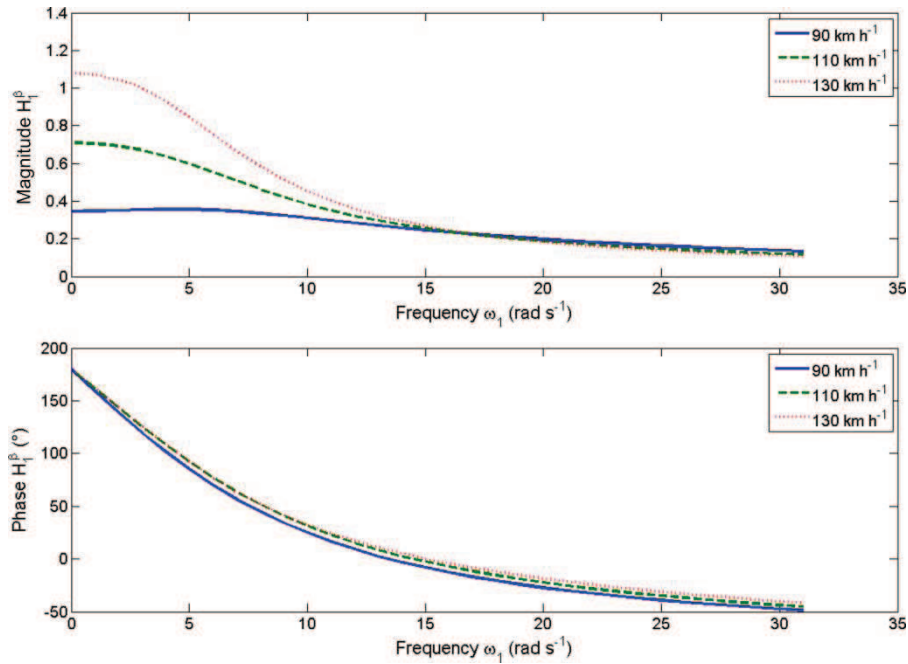 1.4
1.2
1
0.8
0.6
0.4
0.2
0
Magnitude H₁ᵝ
0 5 10 15 20 25 30 35
Frequency ω₁ (rad s⁻¹)
90 km h⁻¹
110 km h⁻¹
130 km h⁻¹
200
150
100
50
0
-50
Phase H₁ᵝ (°)
0 5 10 15 20 25 30 35
Frequency ω₁ (rad s⁻¹)
90 km h⁻¹
110 km h⁻¹
130 km h⁻¹